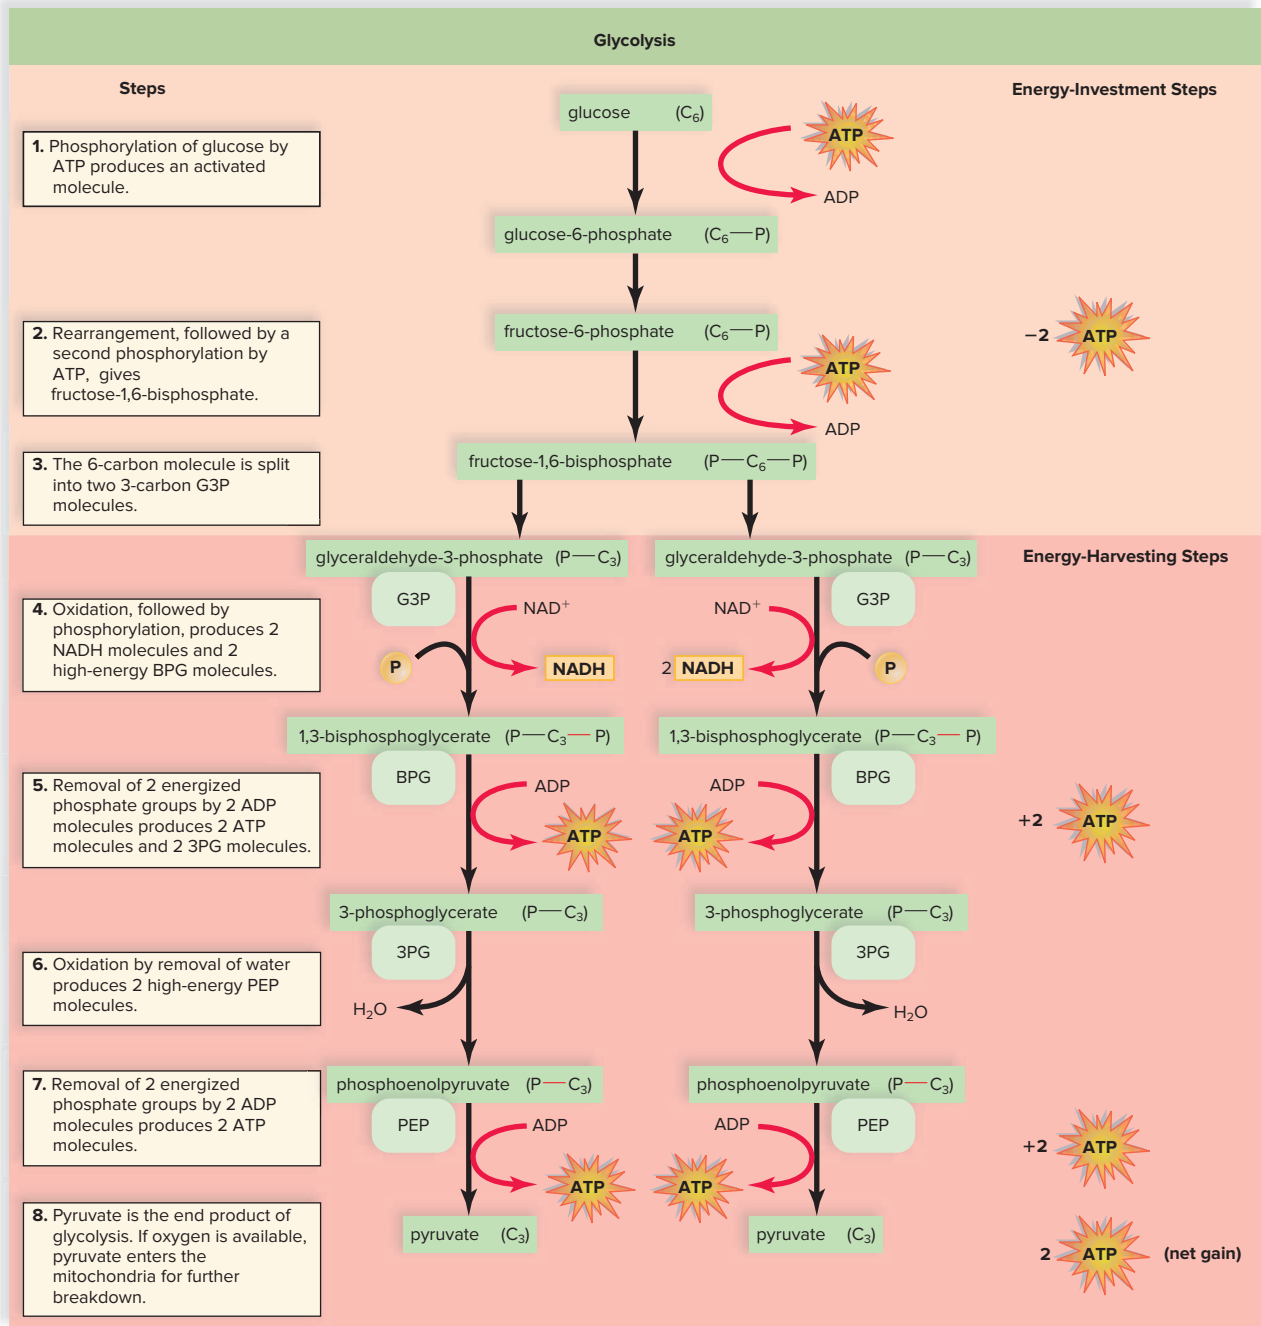 Glycolysis
Steps
Energy-Investment Steps
glucose (C₆)
ATP
ADP
1. Phosphorylation of glucose by
ATP produces an activated
molecule.
glucose-6-phosphate (C₆—P)
2. Rearrangement, followed by a
second phosphorylation by
ATP, gives
fructose-1,6-bisphosphate.
fructose-6-phosphate (C₆—P)
ATP
ADP
−2 ATP
3. The 6-carbon molecule is split
into two 3-carbon G3P
molecules.
fructose-1,6-bisphosphate (P—C₆—P)
glyceraldehyde-3-phosphate (P—C₃)
glyceraldehyde-3-phosphate (P—C₃)
Energy-Harvesting Steps
4. Oxidation, followed by
phosphorylation, produces 2
NADH molecules and 2
high-energy BPG molecules.
G3P
NAD⁺
NAD⁺
G3P
P
NADH
2 NADH
P
1,3-bisphosphoglycerate (P—C₃—P)
1,3-bisphosphoglycerate (P—C₃—P)
5. Removal of 2 energized
phosphate groups by 2 ADP
molecules produces 2 ATP
molecules and 2 3PG molecules.
BPG
ADP
ADP
BPG
ATP
ATP
+2 ATP
3-phosphoglycerate (P—C₃)
3-phosphoglycerate (P—C₃)
6. Oxidation by removal of water
produces 2 high-energy PEP
molecules.
3PG
3PG
H₂O
H₂O
phosphoenolpyruvate (P—C₃)
phosphoenolpyruvate (P—C₃)
7. Removal of 2 energized
phosphate groups by 2 ADP
molecules produces 2 ATP
molecules.
PEP
ADP
ADP
PEP
ATP
ATP
+2 ATP
8. Pyruvate is the end product of
glycolysis. If oxygen is available,
pyruvate enters the
mitochondria for further
breakdown.
pyruvate (C₃)
pyruvate (C₃)
2 ATP (net gain)